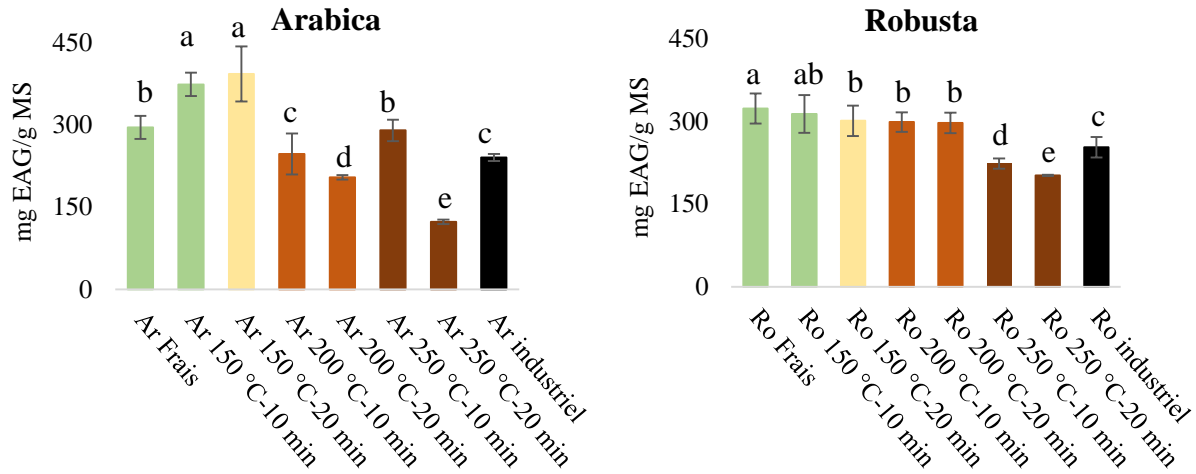 Arabica
mg EAG/g MS
450
300
150
0
b
a
a
c
d
b
e
c
Ar Frais
Ar 150 °C-10 min
Ar 150 °C-20 min
Ar 200 °C-10 min
Ar 200 °C-20 min
Ar 250 °C-10 min
Ar 250 °C-20 min
Ar industriel
Robusta
mg EAG/g MS
450
300
150
0
a
ab
b
b
b
d
e
c
Ro Frais
Ro 150 °C-10 min
Ro 150 °C-20 min
Ro 200 °C-10 min
Ro 200 °C-20 min
Ro 250 °C-10 min
Ro 250 °C-20 min
Ro industriel